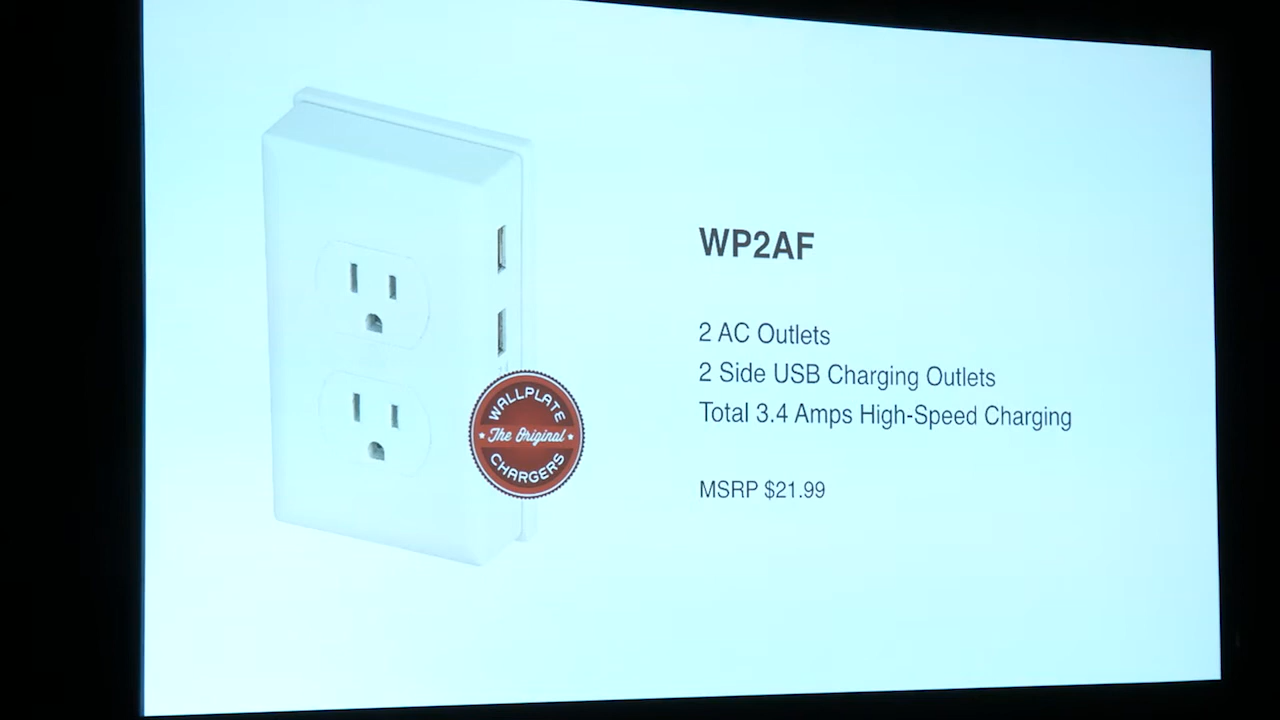 WP2AF
2 AC Outlets
2 Side USB Charging Outlets
Total 3.4 Amps High-Speed Charging
MSRP $21.99
WALLPLATE
The Original
CHARGERS